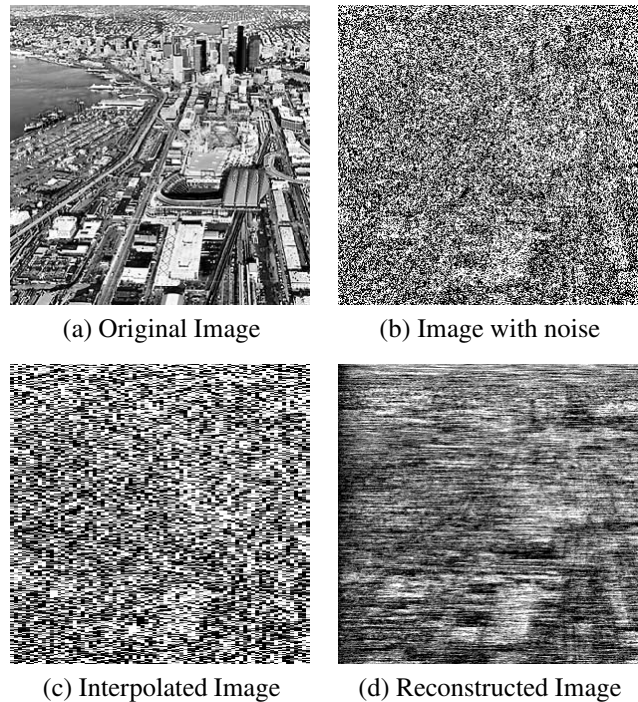 (a) Original Image
(b) Image with noise
(c) Interpolated Image
(d) Reconstructed Image